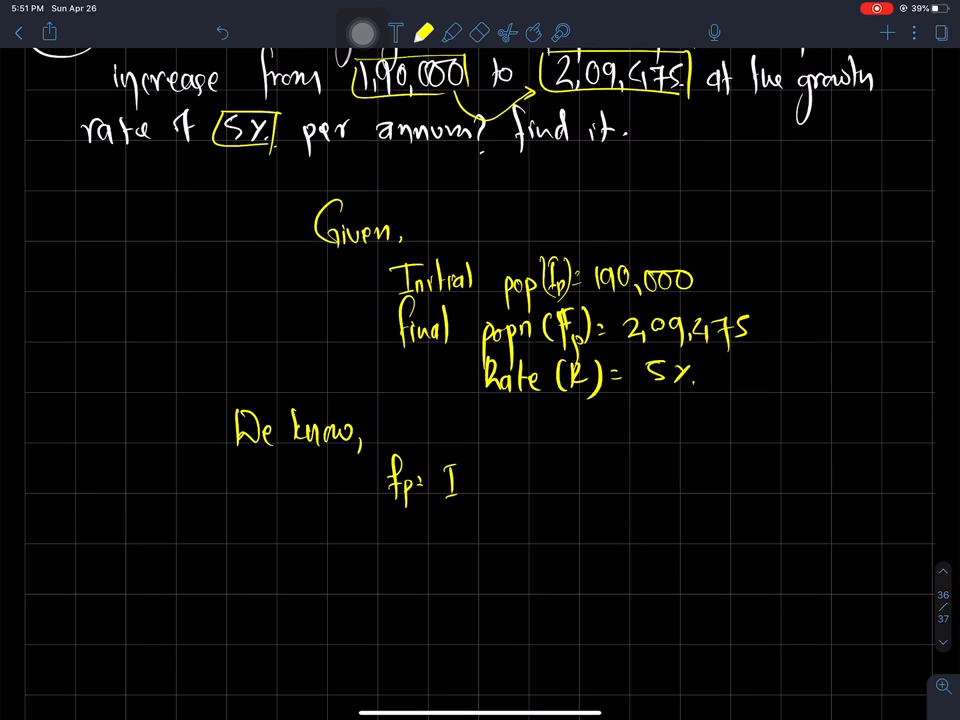 5:51 PM Sun Apr 26
39%
increase from 1,90,000 to 2,09,475 at the growth
rate of 5% per annum? find it.
Given,
Initial pop(Ip)= 190,000
final popn (Fp)= 2,09,475
Rate (R)= 5%
We know,
fp= I
36
/
37